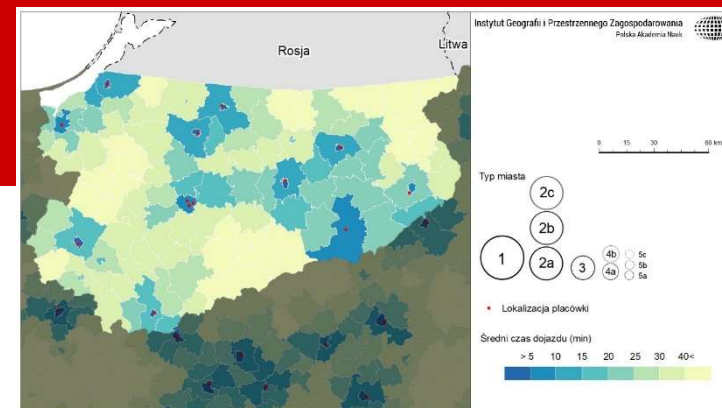 Rosja
Litwa
Instytut Geografii i Przestrzennego Zagospodarowania
Polska Akademia Nauk
0 15 30 60 km
Typ miasta
2c
2b
1
2a
3
4b
4a
5c
5b
5a
Lokalizacja placówki
Średni czas dojazdu (min)
> 5 10 15 20 25 30 40<